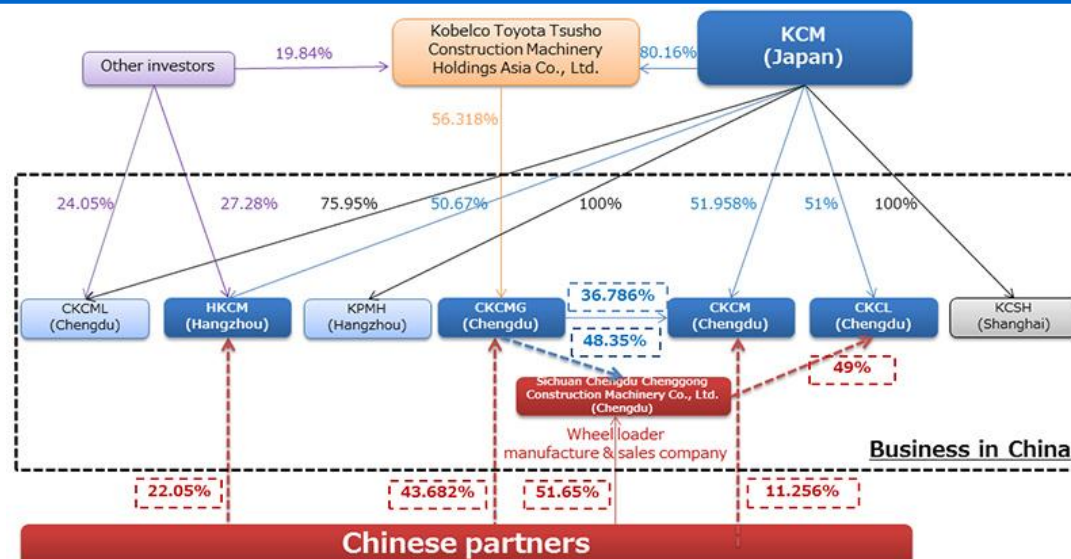 Other investors
19.84%
Kobelco Toyota Tsusho
Construction Machinery
Holdings Asia Co., Ltd.
80.16%
KCM
(Japan)
56.318%
24.05%
27.28%
75.95%
50.67%
100%
51.958%
51%
100%
CKCML
(Chengdu)
HKCM
(Hangzhou)
KPMH
(Hangzhou)
CKCMG
(Chengdu)
36.786%
48.35%
CKCM
(Chengdu)
CKCL
(Chengdu)
KCSH
(Shanghai)
49%
Sichuan Chengdu Chenggong
Construction Machinery Co., Ltd.
(Chengdu)
Wheel loader
manufacture & sales company
Business in China
22.05%
43.682%
51.65%
11.256%
Chinese partners